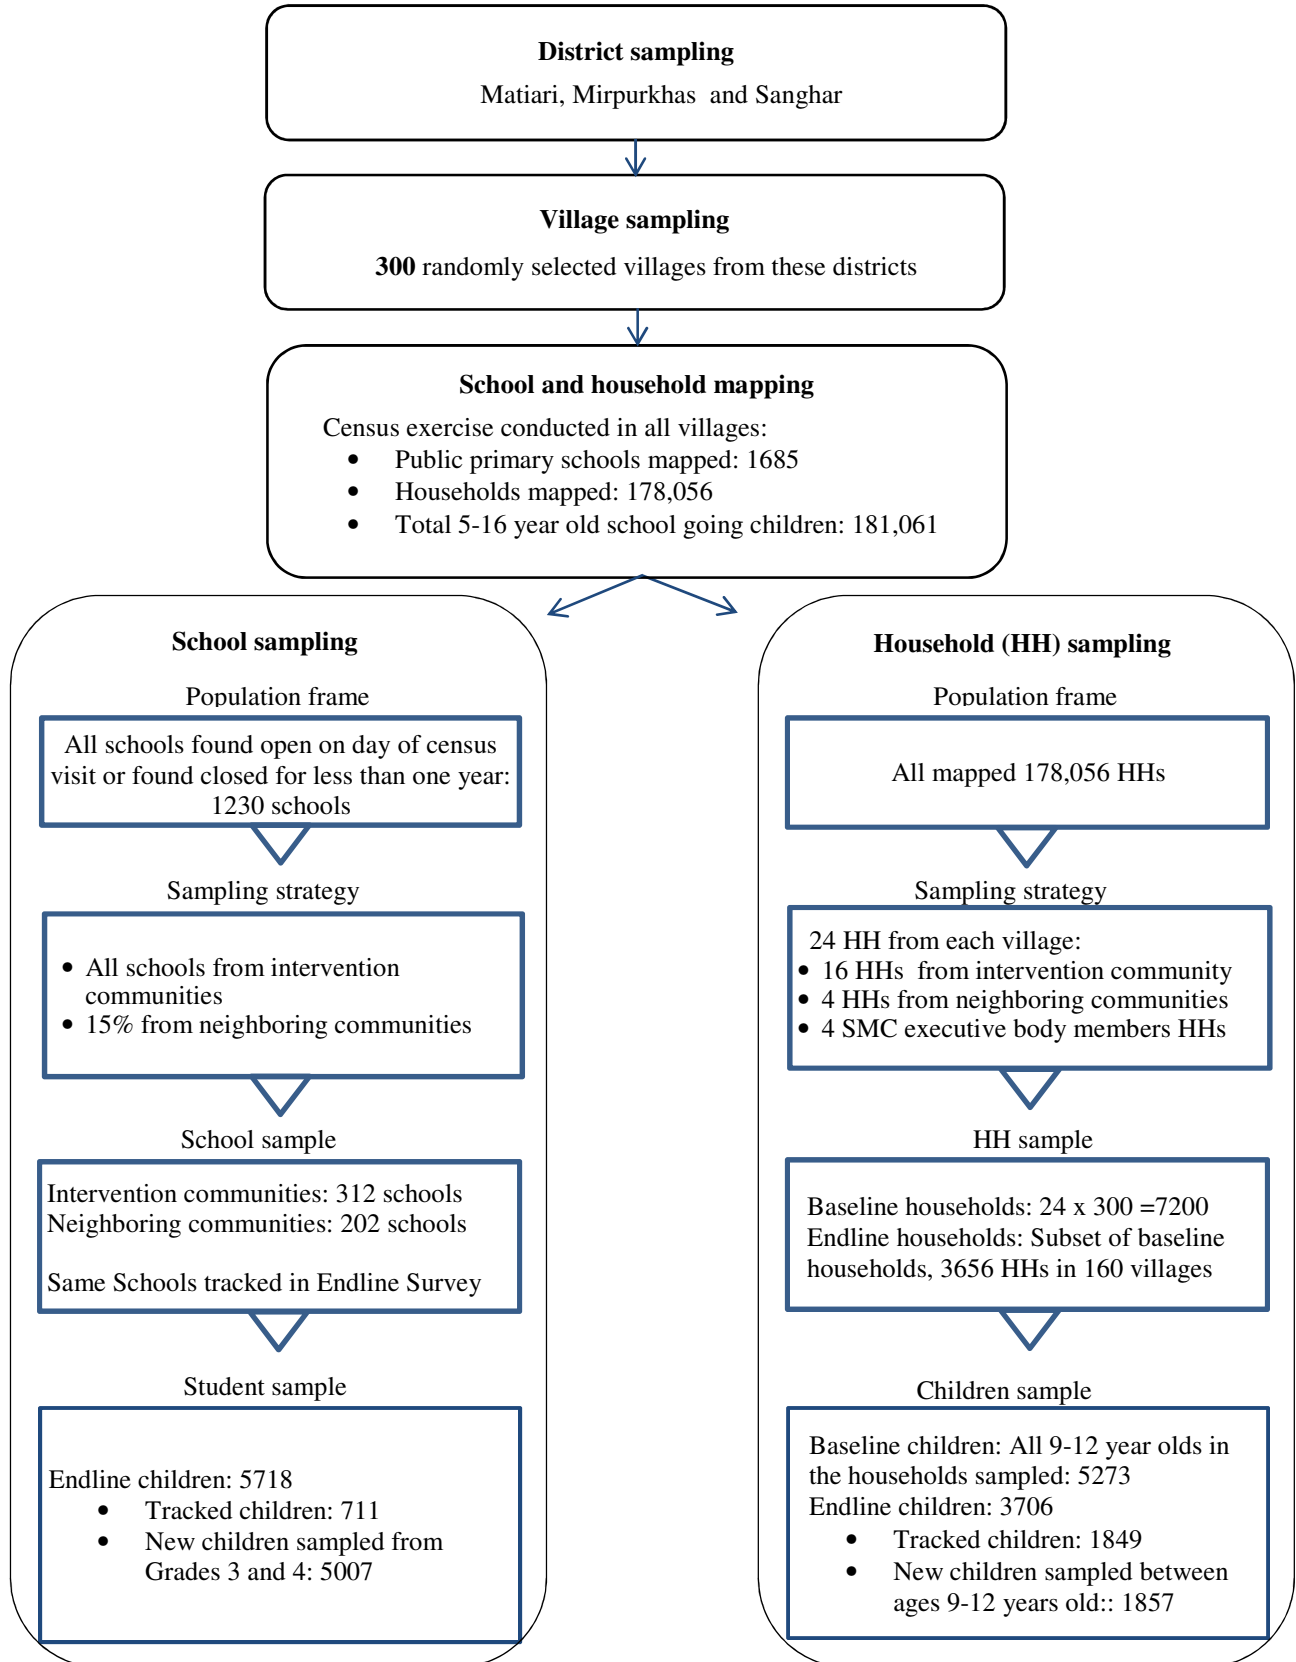 District sampling
Matiari, Mirpurkhas and Sanghar
Village sampling
300 randomly selected villages from these districts
School and household mapping
Census exercise conducted in all villages:
• Public primary schools mapped: 1685
• Households mapped: 178,056
• Total 5-16 year old school going children: 181,061
School sampling
Population frame
All schools found open on day of census
visit or found closed for less than one year:
1230 schools
Sampling strategy
• All schools from intervention
communities
• 15% from neighboring communities
School sample
Intervention communities: 312 schools
Neighboring communities: 202 schools
Same Schools tracked in Endline Survey
Student sample
Endline children: 5718
• Tracked children: 711
• New children sampled from
Grades 3 and 4: 5007
Household (HH) sampling
Population frame
All mapped 178,056 HHs
Sampling strategy
24 HH from each village:
• 16 HHs from intervention community
• 4 HHs from neighboring communities
• 4 SMC executive body members HHs
HH sample
Baseline households: 24 x 300 =7200
Endline households: Subset of baseline
households, 3656 HHs in 160 villages
Children sample
Baseline children: All 9-12 year olds in
the households sampled: 5273
Endline children: 3706
• Tracked children: 1849
• New children sampled between
ages 9-12 years old:: 1857